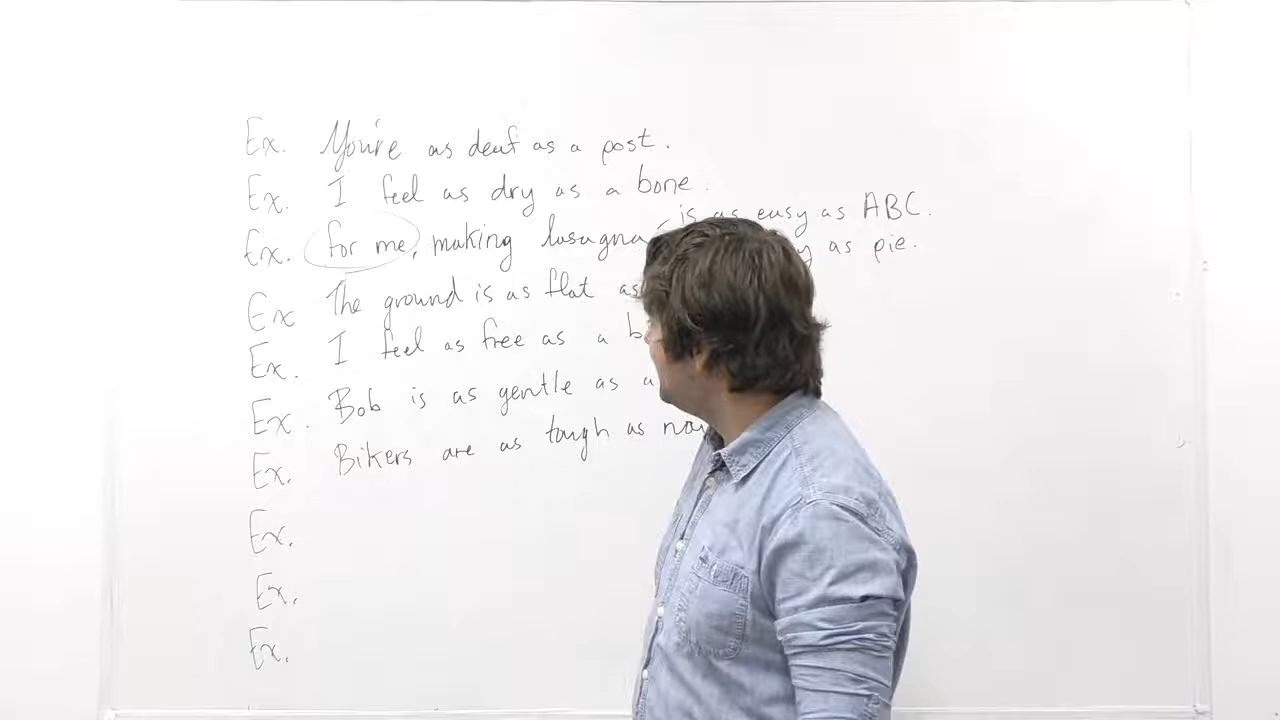 Ex. You're as deaf as a post.
Ex. I feel as dry as a bone.
is as easy as ABC.
Ex. for me, making lasagna
as pie.
Ex The ground is as flat as
Ex. I feel as free as a
Ex. Bob is as gentle as a
Ex. Bikers are as tough as
Ex.
Ex.
Ex.